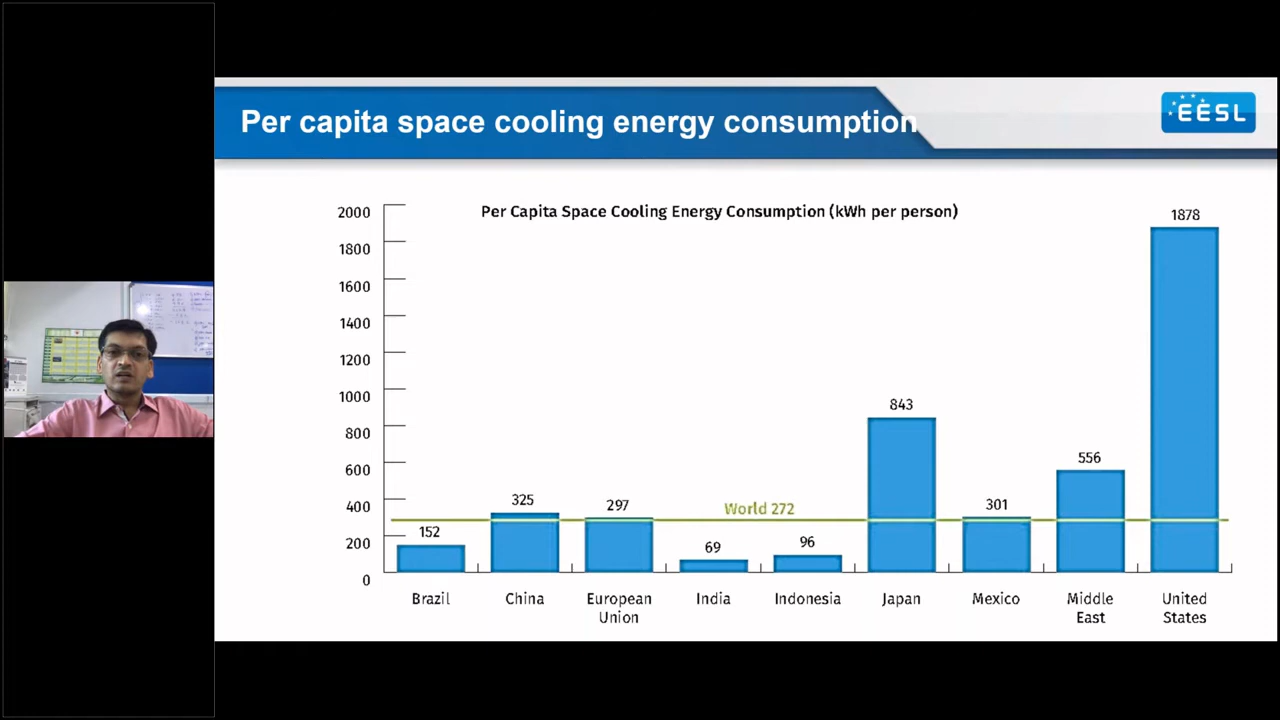 Per capita space cooling energy consumption
EESL
Per Capita Space Cooling Energy Consumption (kWh per person)
2000
1800
1600
1400
1200
1000
800
600
400
200
0
152
325
297
69
96
843
301
556
1878
World 272
Brazil
China
European
Union
India
Indonesia
Japan
Mexico
Middle
East
United
States